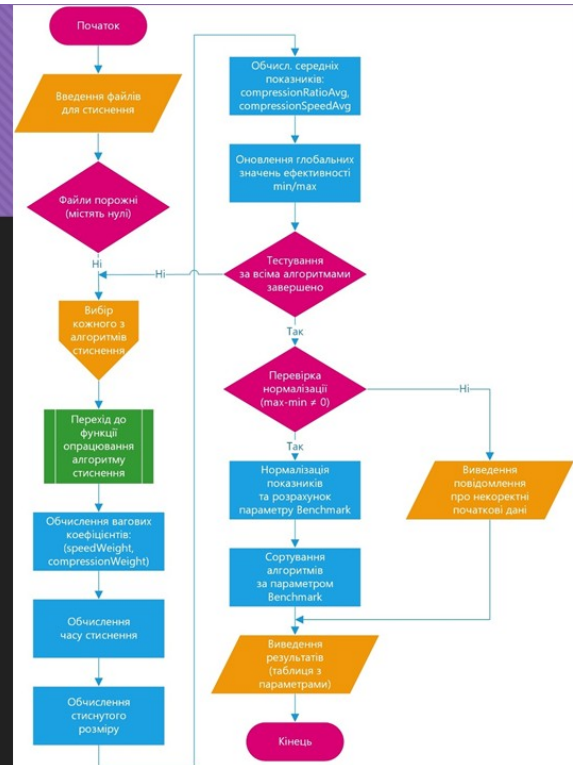 Початок
Введення файлів
для стиснення
Файли порожні
(містять нулі)
Ні
Вибір
кожного з
алгоритмів
стиснення
Перехід до
функції
опрацювання
алгоритму
стиснення
Обчислення вагових
коефіцієнтів:
(speedWeight,
compressionWeight)
Обчислення
часу стиснення
Обчислення
стиснутого
розміру
Обчисл. середніх
показників:
compressionRatioAvg,
compressionSpeedAvg
Оновлення глобальних
значень ефективності
min/max
Тестування
за всіма алгоритмами
завершено
Ні
Так
Перевірка
нормалізації
(max-min ≠ 0)
Ні
Так
Нормалізація
показників
та розрахунок
параметру Benchmark
Виведення
повідомлення
про некоректні
початкові дані
Сортування
алгоритмів
за параметром
Benchmark
Виведення
результатів
(таблиця з
параметрами)
Кінець